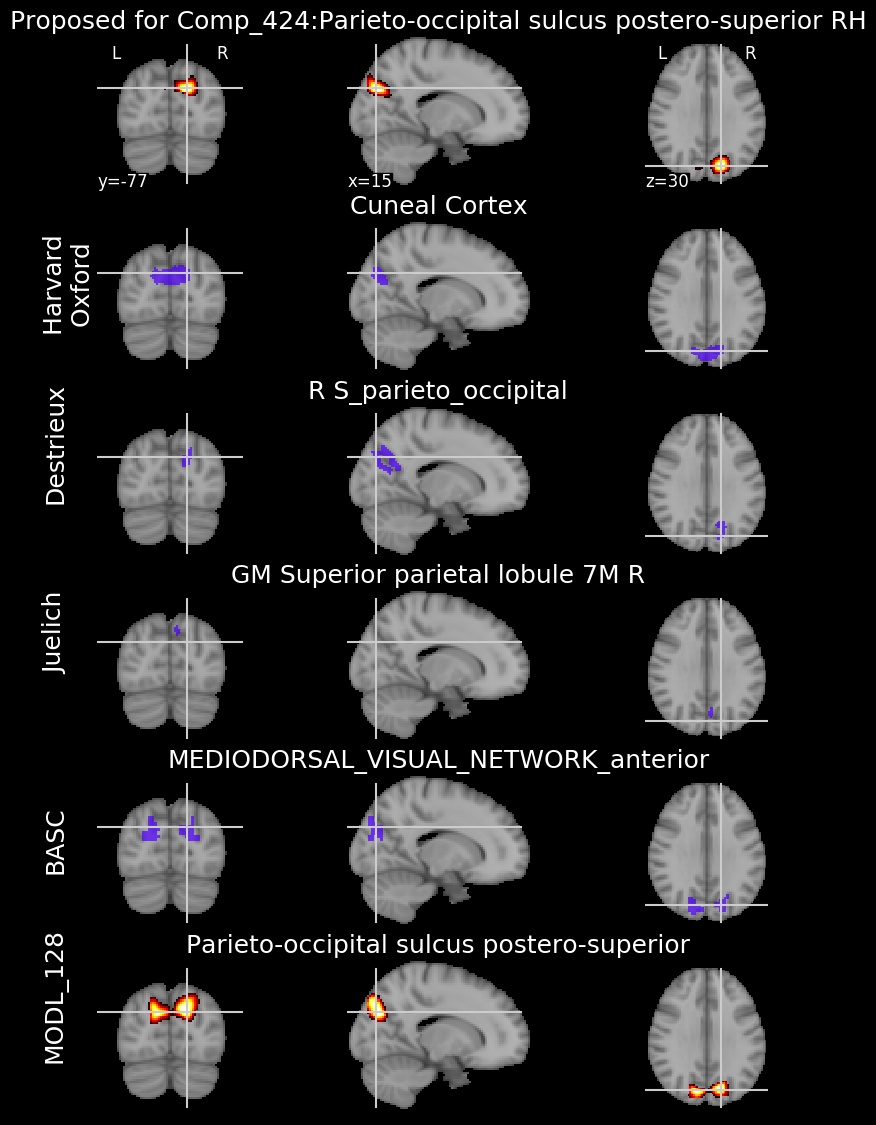 Proposed for Comp_424:Parieto-occipital sulcus postero-superior RH
L R
L R
y=-77
x=15
z=30
Cuneal Cortex
Harvard
Oxford
R S_parieto_occipital
Destrieux
GM Superior parietal lobule 7M R
Juelich
MEDIODORSAL_VISUAL_NETWORK_anterior
BASC
Parieto-occipital sulcus postero-superior
MODL_128